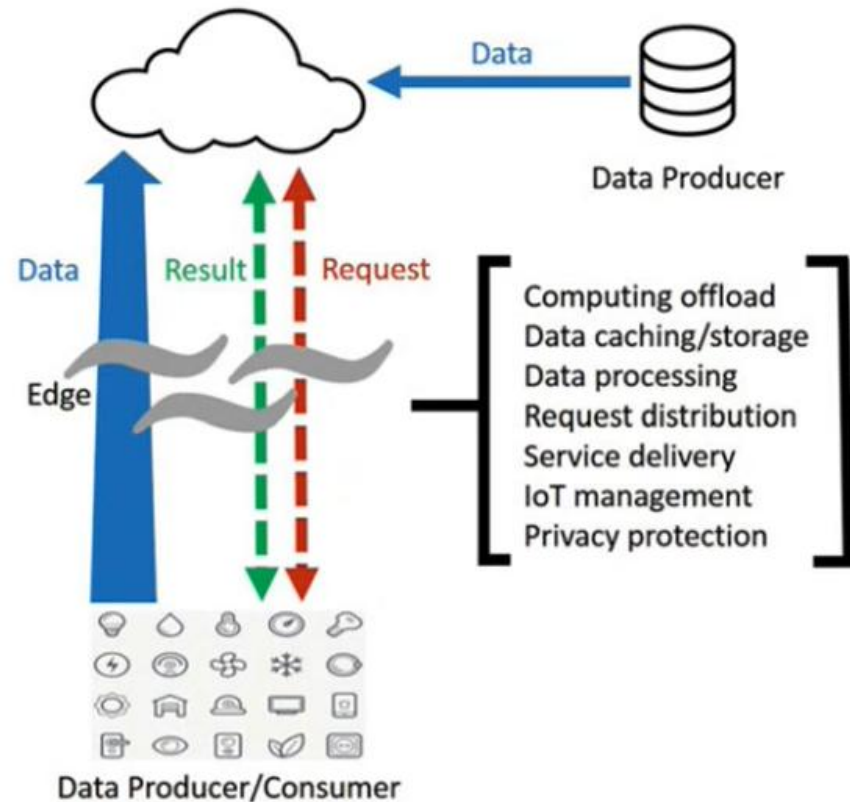 Data
Data Producer
Data
Result
Request
Edge
Computing offload
Data caching/storage
Data processing
Request distribution
Service delivery
IoT management
Privacy protection
Data Producer/Consumer